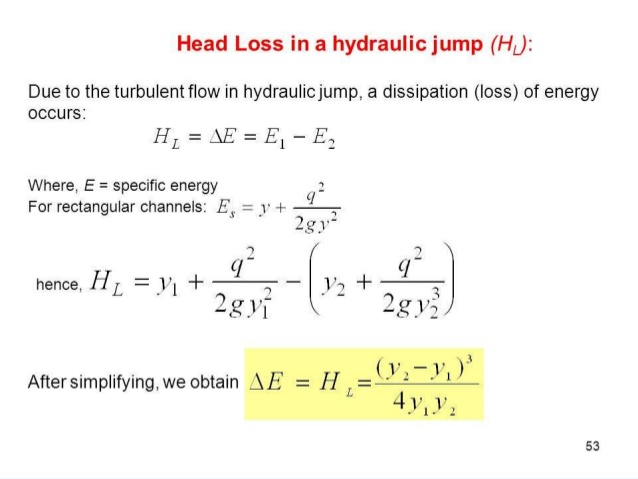 Head Loss in a hydraulic jump (H_L):
Due to the turbulent flow in hydraulic jump, a dissipation (loss) of energy
occurs:
H_L = ΔE = E_1 − E_2
Where, E = specific energy
For rectangular channels: E_s = y + q^2 / 2gy^2
hence, H_L = y_1 + q^2 / 2gy_1^2 − (y_2 + q^2 / 2gy_2^3)
After simplifying, we obtain ΔE = H_L = (y_2 − y_1)^3 / 4y_1y_2
53